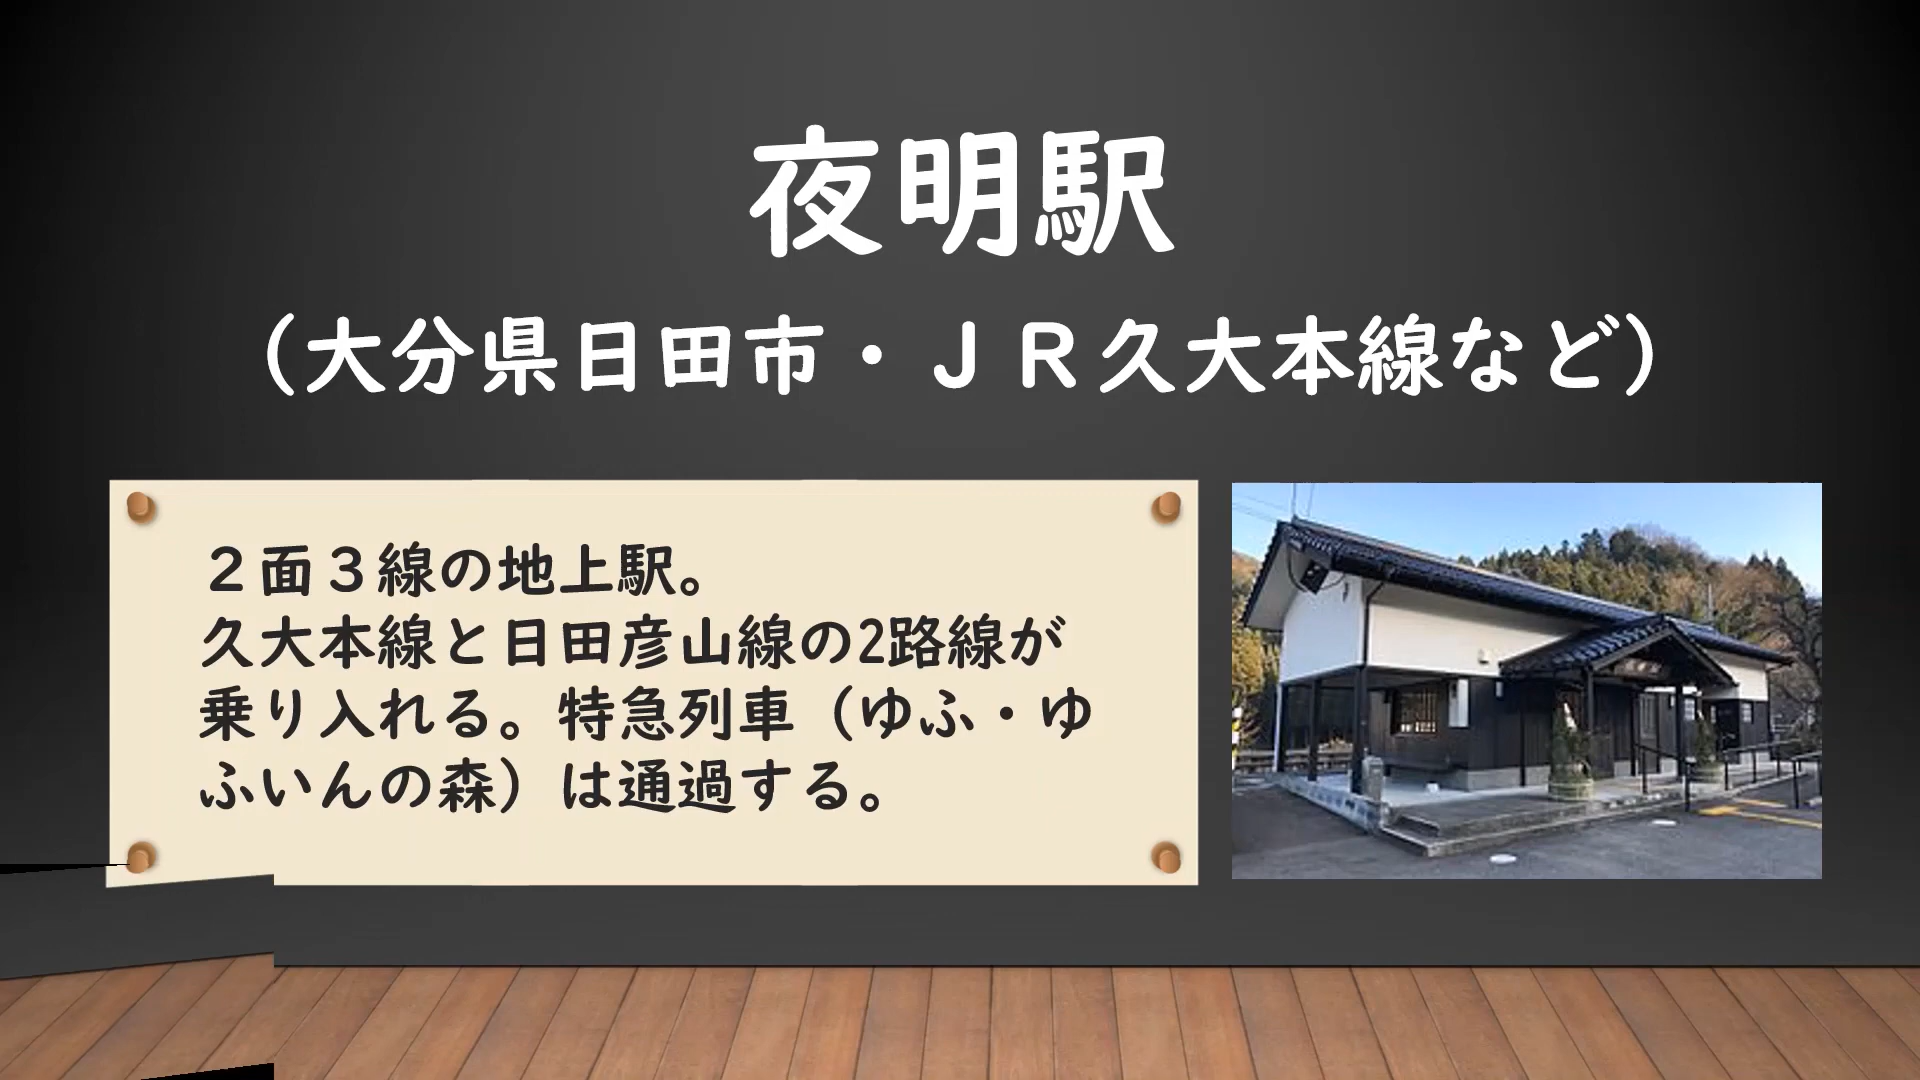 夜明駅
（大分県日田市・ＪＲ久大本線など）
２面３線の地上駅。
久大本線と日田彦山線の2路線が
乗り入れる。特急列車（ゆふ・ゆ
ふいんの森）は通過する。